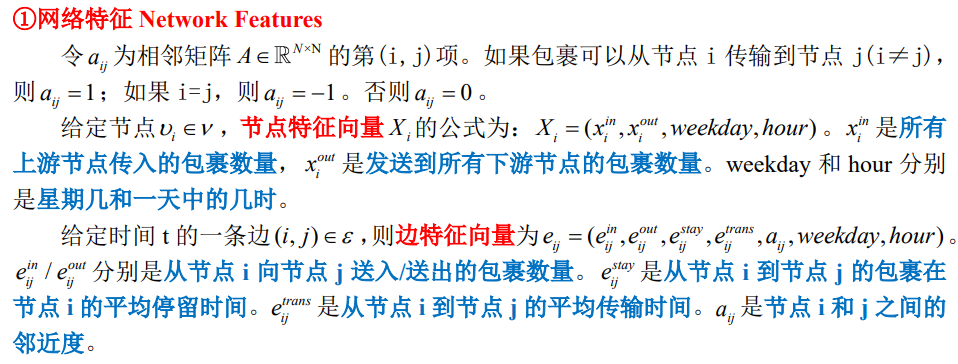 ①网络特征 Network Features
令 a_{ij} 为相邻矩阵 A∈ℝ^{N×N} 的第(i, j)项。如果包裹可以从节点 i 传输到节点 j(i≠j)，
则 a_{ij} = 1；如果 i=j，则 a_{ij} = −1。否则 a_{ij} = 0。
给定节点 υ_i ∈ ν，节点特征向量 X_i 的公式为：X_i = (x_i^{in}, x_i^{out}, weekday, hour)。x_i^{in} 是所有
上游节点传入的包裹数量，x_i^{out} 是发送到所有下游节点的包裹数量。weekday 和 hour 分别
是星期几和一天中的几时。
给定时间 t 的一条边 (i, j)∈ε，则边特征向量为 e_{ij} = (e_{ij}^{in}, e_{ij}^{out}, e_{ij}^{stay}, e_{ij}^{trans}, a_{ij}, weekday, hour)。
e_{ij}^{in} / e_{ij}^{out} 分别是从节点 i 向节点 j 送入/送出的包裹数量。e_{ij}^{stay} 是从节点 i 到节点 j 的包裹在
节点 i 的平均停留时间。e_{ij}^{trans} 是从节点 i 到节点 j 的平均传输时间。a_{ij} 是节点 i 和 j 之间的
邻近度。